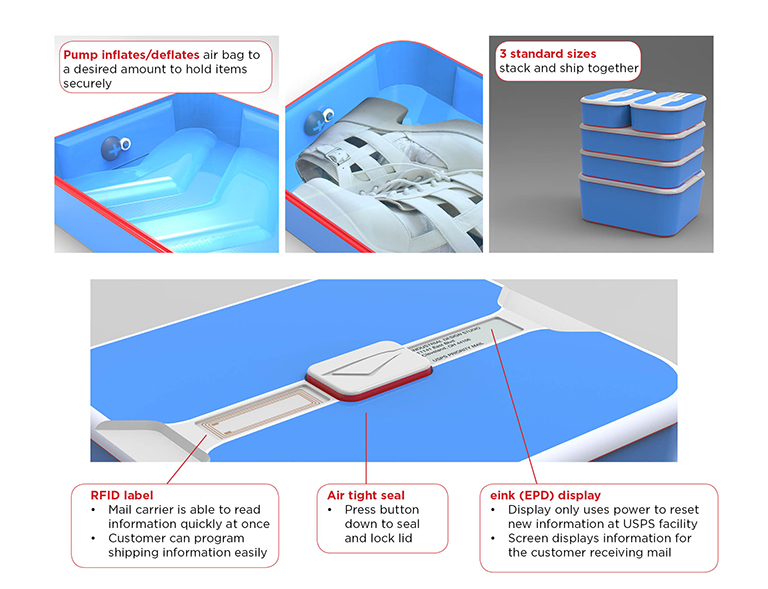 Pump inflates/deflates air bag to
a desired amount to hold items
securely
3 standard sizes
stack and ship together
INDUSTRIAL DESIGN STUDIO
Cleveland, OH 44106
USPS PRIORITY MAIL
RFID label
• Mail carrier is able to read
information quickly at once
• Customer can program
shipping information easily
Air tight seal
• Press button
down to seal
and lock lid
eink (EPD) display
• Display only uses power to reset
new information at USPS facility
• Screen displays information for
the customer receiving mail